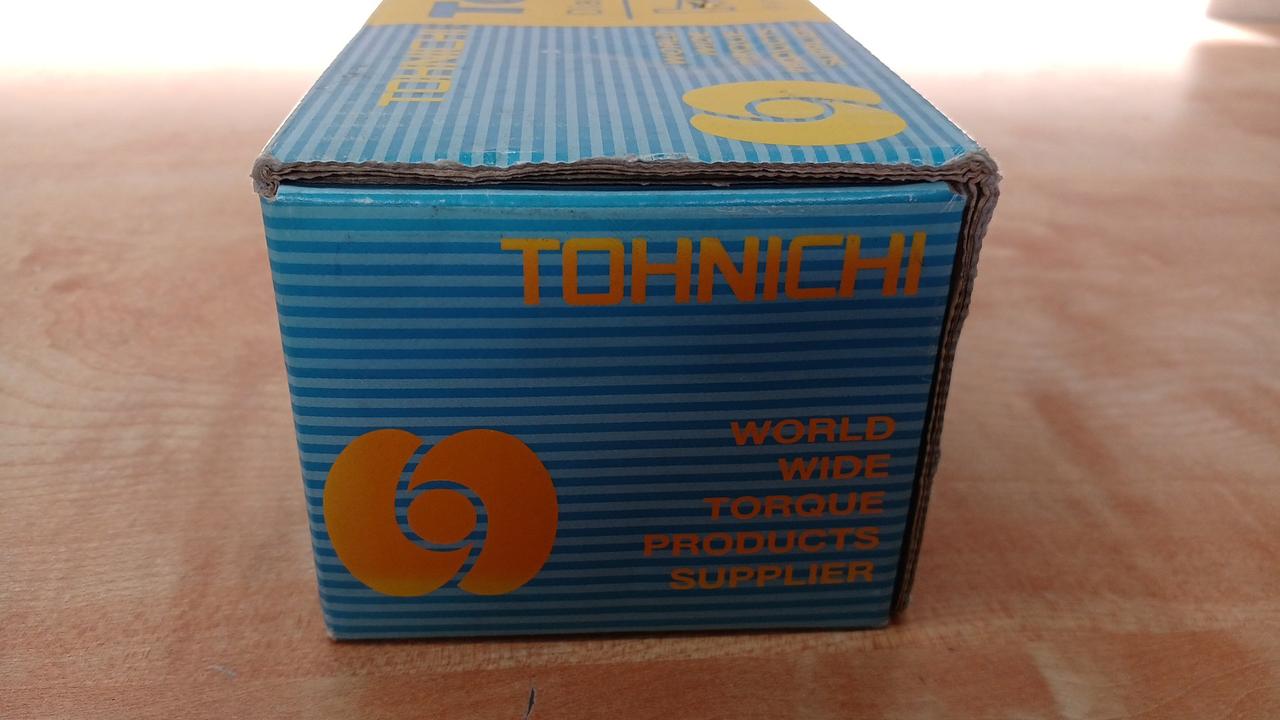 TOHNICHI
TOHNICHI
WORLD
WIDE
TORQUE
PRODUCTS
SUPPLIER